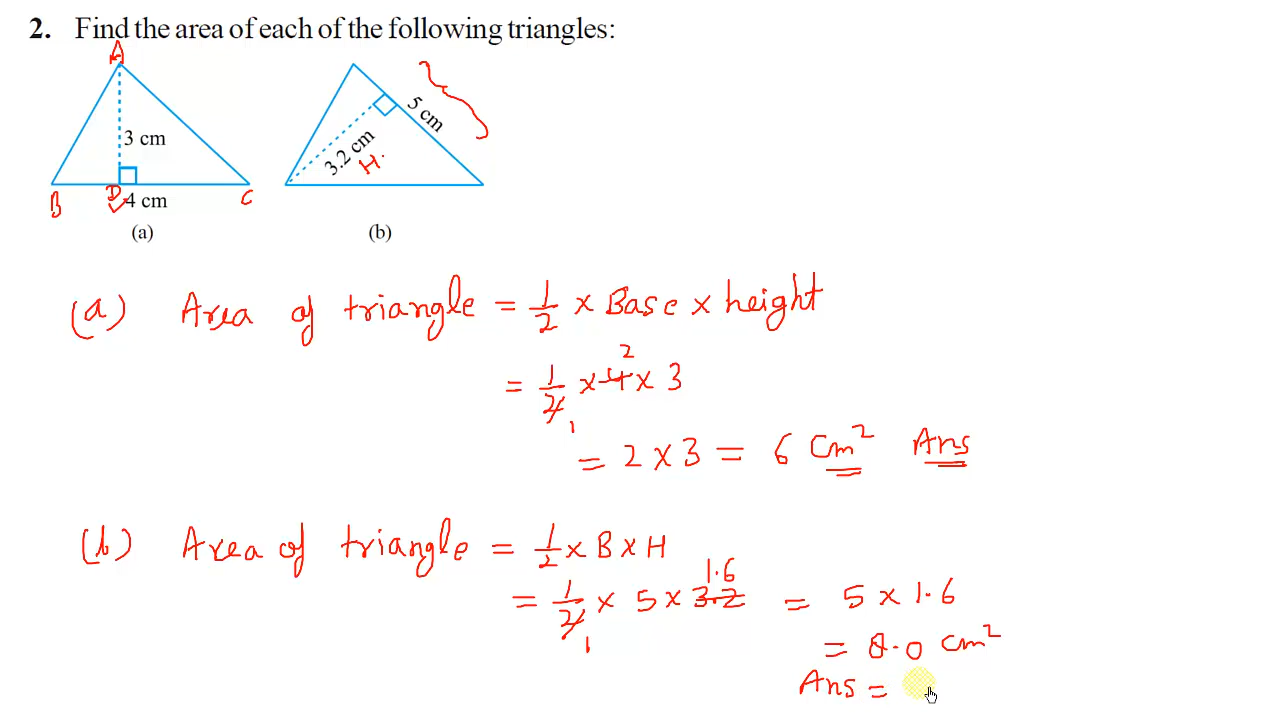 2. Find the area of each of the following triangles:
A
3 cm
B
D
4 cm
C
(a)
5 cm
3.2 cm
H.
(b)
(a) Area of triangle = 1/2 × Base × height
= 1/2 × 4 × 3
2
1
= 2 × 3 = 6 cm² Ans
(b) Area of triangle = 1/2 × B × H
1.6
= 1/2 × 5 × 3.2 = 5 × 1.6
1
= 8.0 cm²
Ans =